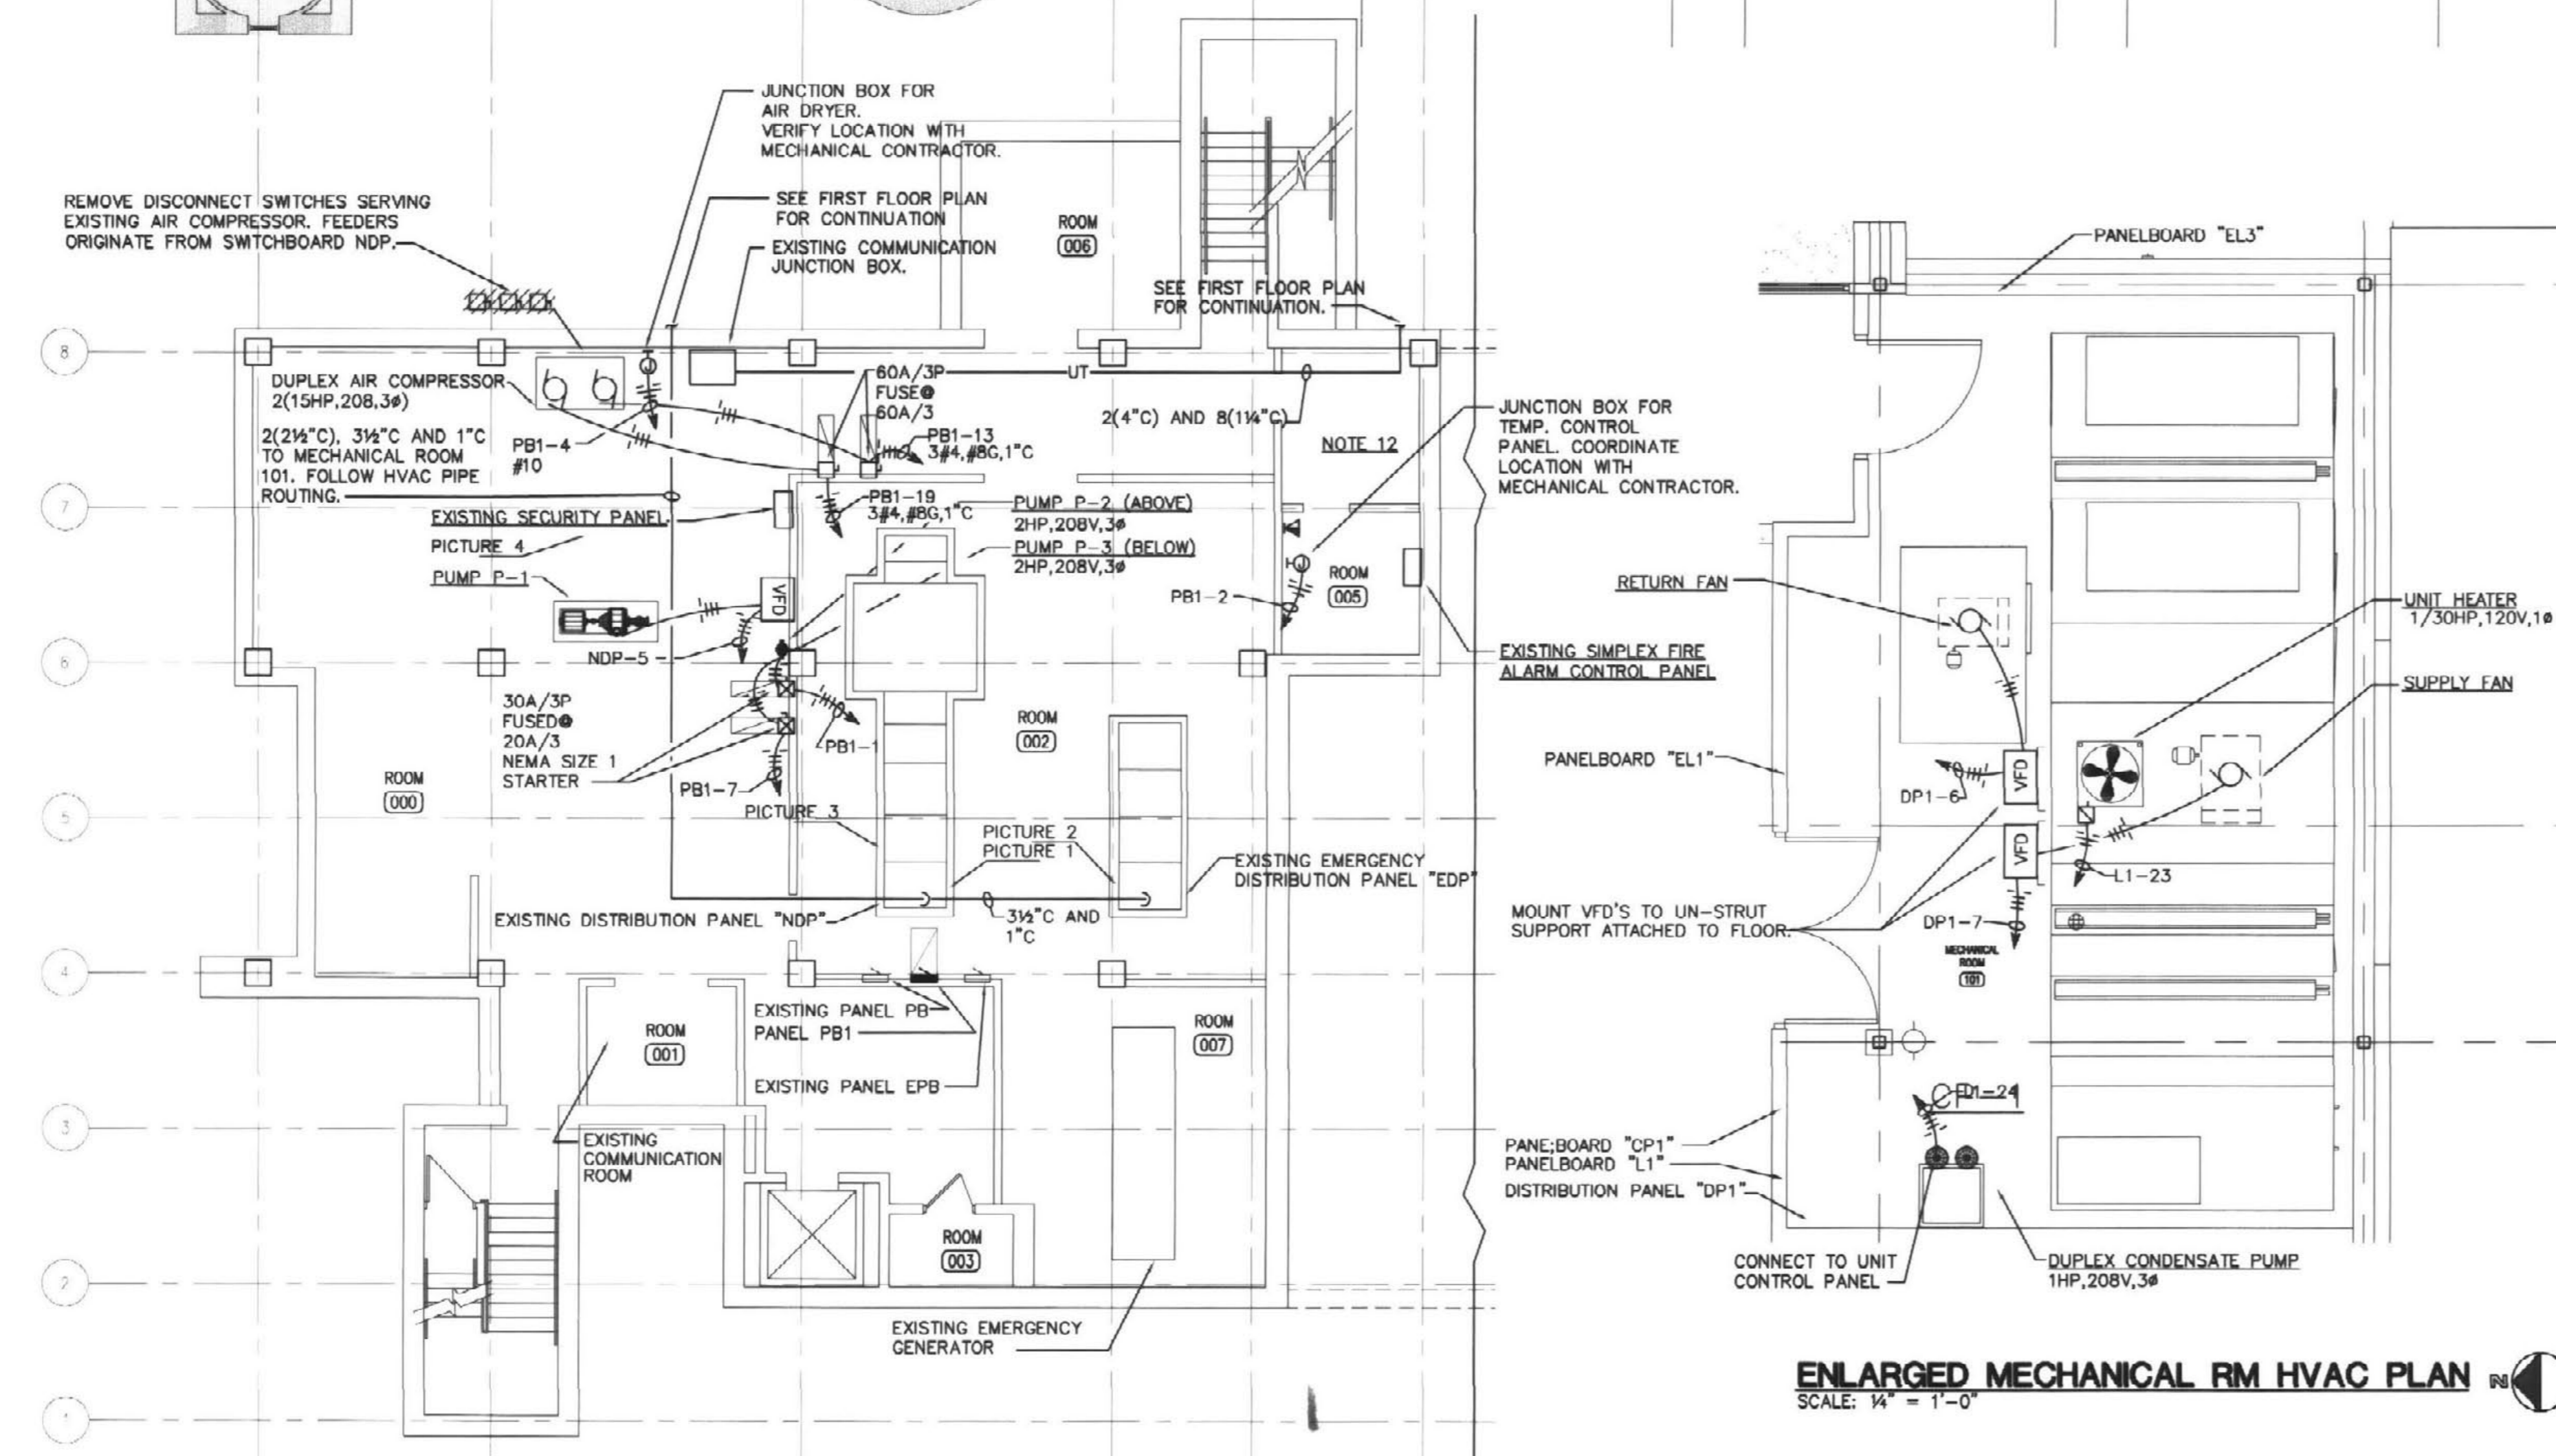 JUNCTION BOX FOR
AIR DRYER.
VERIFY LOCATION WITH
MECHANICAL CONTRACTOR.
REMOVE DISCONNECT SWITCHES SERVING
EXISTING AIR COMPRESSOR. FEEDERS
ORIGINATE FROM SWITCHBOARD NDP.
SEE FIRST FLOOR PLAN
FOR CONTINUATION
EXISTING COMMUNICATION
JUNCTION BOX.
ROOM
006
SEE FIRST FLOOR PLAN
FOR CONTINUATION.
8
7
6
5
4
3
2
1
DUPLEX AIR COMPRESSOR
2(15HP,208,3ø)
2(2½"C), 3½"C AND 1"C
TO MECHANICAL ROOM
101. FOLLOW HVAC PIPE
ROUTING.
PB1-4
#10
J
60A/3P
FUSE@
60A/3
UT
PB1-13
3#4,#8G,1"C
2(4"C) AND 8(1¼"C)
NOTE 12
PB1-19
3#4,#8G,1"C
EXISTING SECURITY PANEL
PICTURE 4
PUMP P-1
PUMP P-2 (ABOVE)
2HP,208V,3ø
PUMP P-3 (BELOW)
2HP,208V,3ø
JUNCTION BOX FOR
TEMP. CONTROL
PANEL. COORDINATE
LOCATION WITH
MECHANICAL CONTRACTOR.
J
ROOM
005
PB1-2
VFD
NDP-5
EXISTING SIMPLEX FIRE
ALARM CONTROL PANEL
30A/3P
FUSED@
20A/3
NEMA SIZE 1
STARTER
PB1-1
PB1-7
ROOM
002
ROOM
000
PICTURE 3
PICTURE 2
PICTURE 1
EXISTING EMERGENCY
DISTRIBUTION PANEL "EDP"
EXISTING DISTRIBUTION PANEL "NDP"
3½"C AND
1"C
EXISTING PANEL PB
PANEL PB1
EXISTING PANEL EPB
ROOM
001
ROOM
007
EXISTING
COMMUNICATION
ROOM
ROOM
003
EXISTING EMERGENCY
GENERATOR
PANELBOARD "EL3"
RETURN FAN
UNIT HEATER
1/30HP,120V,1ø
SUPPLY FAN
PANELBOARD "EL1"
VFD
DP1-6
VFD
L1-23
MOUNT VFD'S TO UN-STRUT
SUPPORT ATTACHED TO FLOOR.
DP1-7
MECHANICAL
ROOM
101
PANE;BOARD "CP1"
PANELBOARD "L1"
DISTRIBUTION PANEL "DP1"
CONNECT TO UNIT
CONTROL PANEL
DUPLEX CONDENSATE PUMP
1HP,208V,3ø
ENLARGED MECHANICAL RM HVAC PLAN
N
SCALE: ¼" = 1'-0"